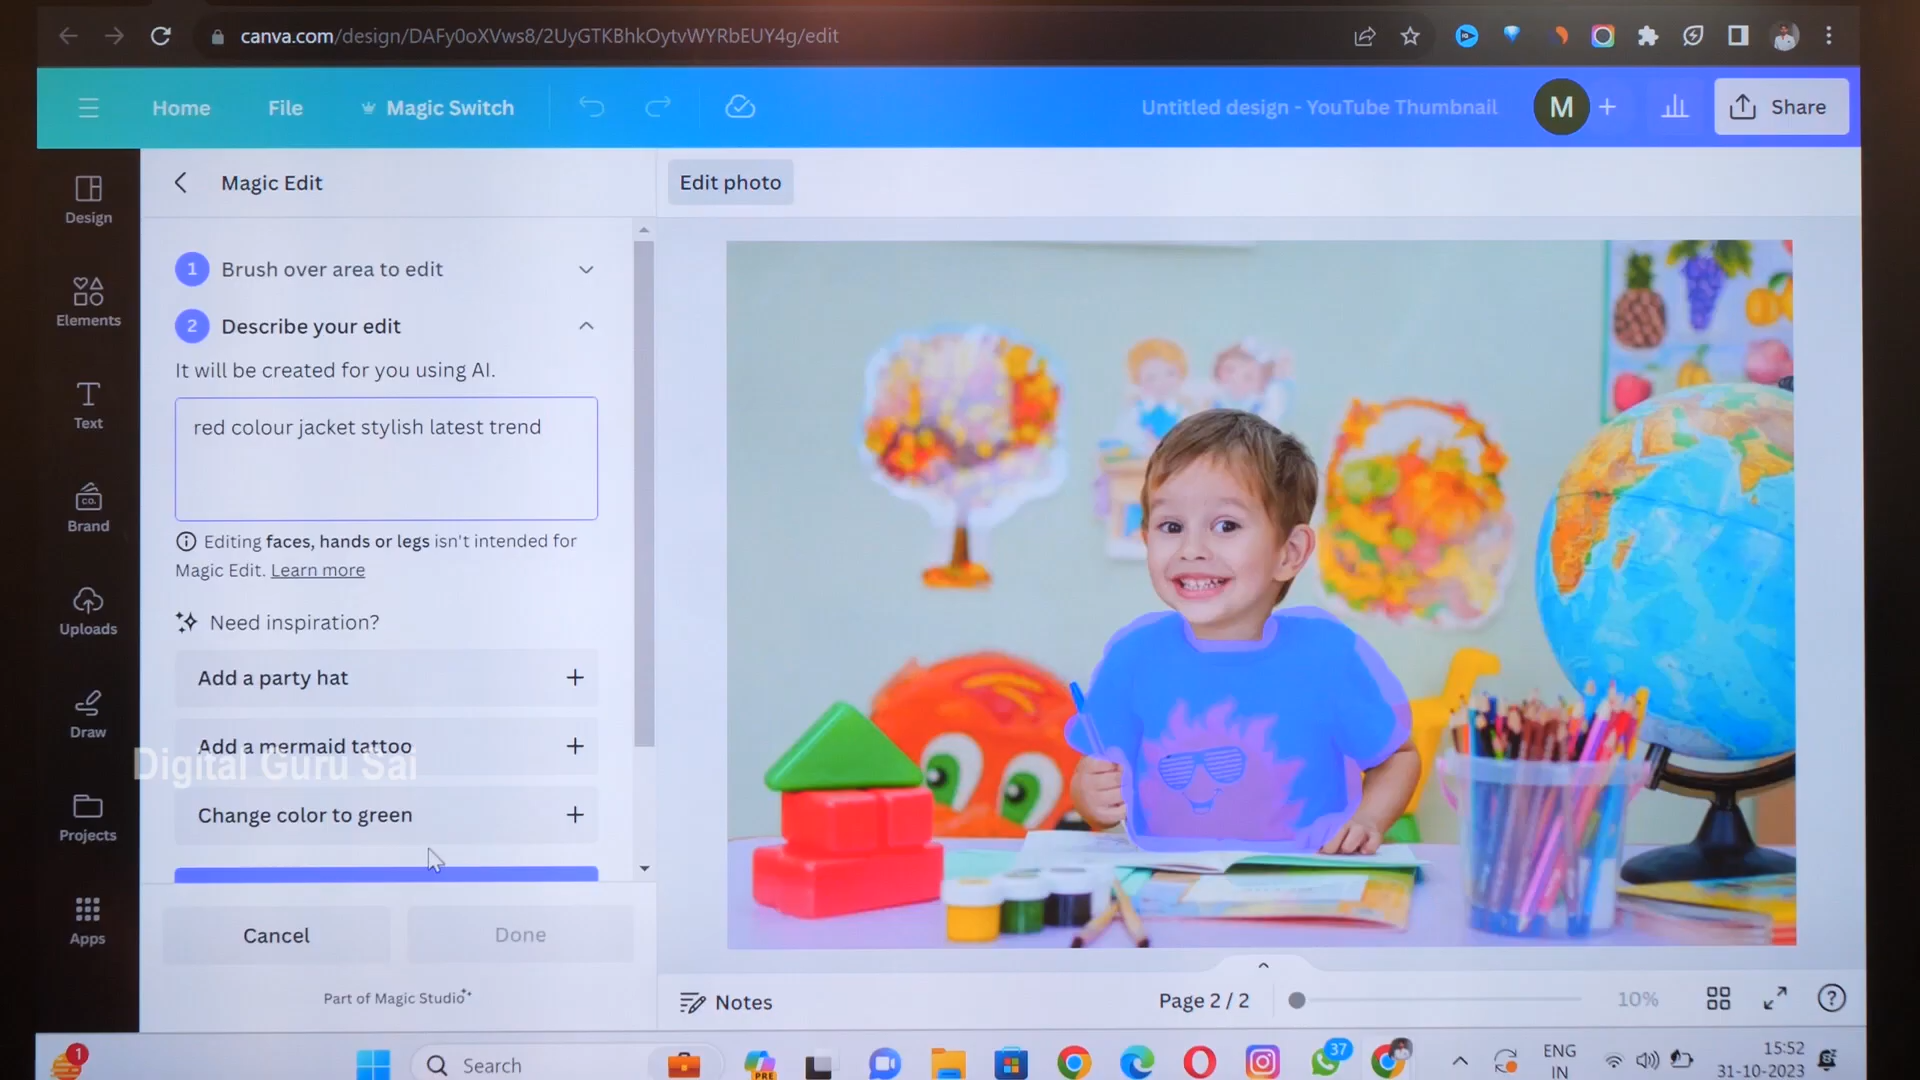 canva.com/design/DAFy0oXVws8/2UyGTKBhkOytvWYRbEUY4g/edit
Home File Magic Switch Untitled design - YouTube Thumbnail M + Share
Magic Edit
Edit photo
Design
Elements
Text
Brand
CO.
Uploads
Draw
Projects
Apps
1 Brush over area to edit
2 Describe your edit
It will be created for you using AI.
red colour jacket stylish latest trend
Editing faces, hands or legs isn't intended for
Magic Edit. Learn more
Need inspiration?
Add a party hat +
Add a mermaid tattoo +
Digital Guru Sai
Change color to green +
Cancel Done
Part of Magic Studio
Notes Page 2 / 2 10% ?
1 Search PRE 37 ENG 15:52
IN 31-10-2023